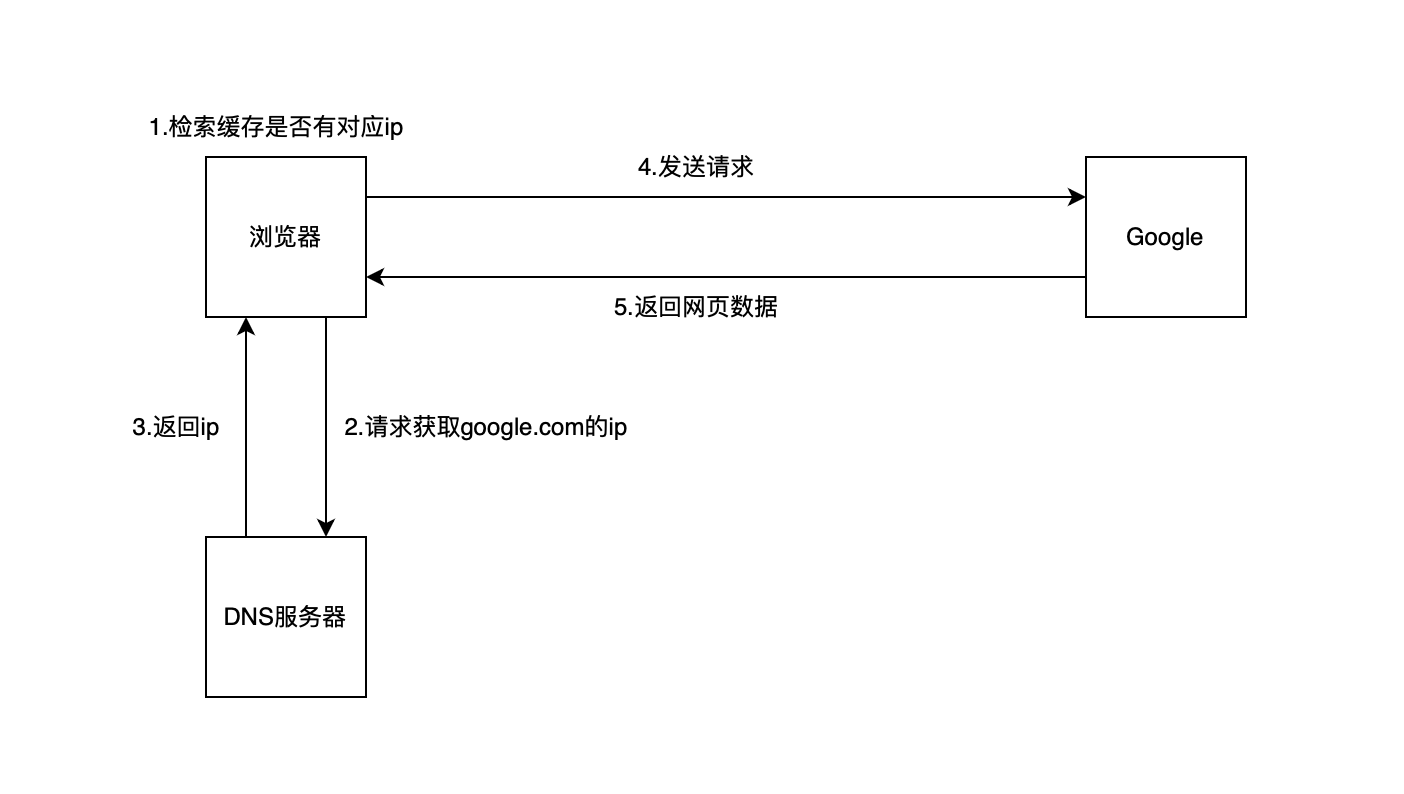 1.检索缓存是否有对应ip
4.发送请求
浏览器
Google
5.返回网页数据
3.返回ip
2.请求获取google.com的ip
DNS服务器